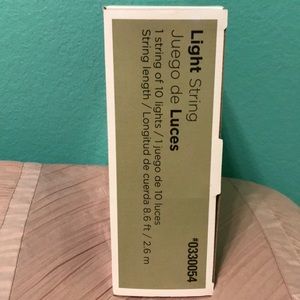 Light String
Juego de Luces
1 string of 10 lights / 1 juego de 10 luces
String length / Longitud de cuerda 8.6 ft / 2.6 m
#0330054